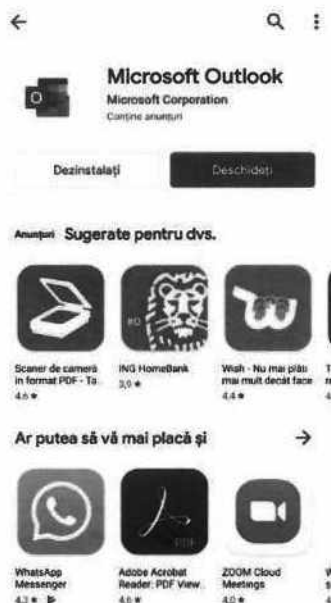 Microsoft Outlook
Microsoft Corporation
Conține anunțuri
Dezinstalați
Deschideți
Anunțuri Sugerate pentru dvs.
Scaner de cameră
in format PDF - Ta..
4,6 ★
ING HomeBank
3,9 ★
Wish - Nu mai plăti
mai mult decât face
4,4 ★
Ar putea să vă mai placă și
WhatsApp
Messenger
4,3 ★
PDF
Adobe Acrobat
Reader: PDF View..
4,6 ★
ZOOM Cloud
Meetings
4,0 ★